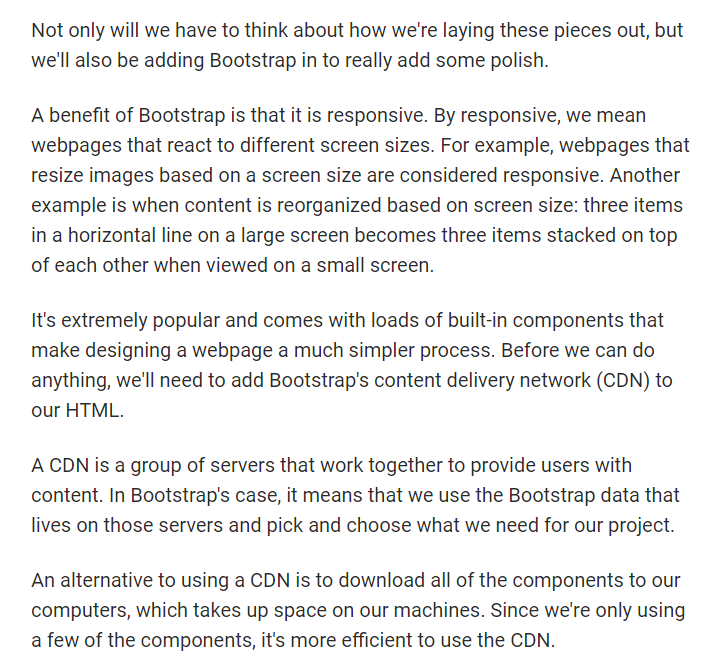 Not only will we have to think about how we're laying these pieces out, but
we'll also be adding Bootstrap in to really add some polish.
A benefit of Bootstrap is that it is responsive. By responsive, we mean
webpages that react to different screen sizes. For example, webpages that
resize images based on a screen size are considered responsive. Another
example is when content is reorganized based on screen size: three items
in a horizontal line on a large screen becomes three items stacked on top
of each other when viewed on a small screen.
It's extremely popular and comes with loads of built-in components that
make designing a webpage a much simpler process. Before we can do
anything, we'll need to add Bootstrap's content delivery network (CDN) to
our HTML.
A CDN is a group of servers that work together to provide users with
content. In Bootstrap's case, it means that we use the Bootstrap data that
lives on those servers and pick and choose what we need for our project.
An alternative to using a CDN is to download all of the components to our
computers, which takes up space on our machines. Since we're only using
a few of the components, it's more efficient to use the CDN.